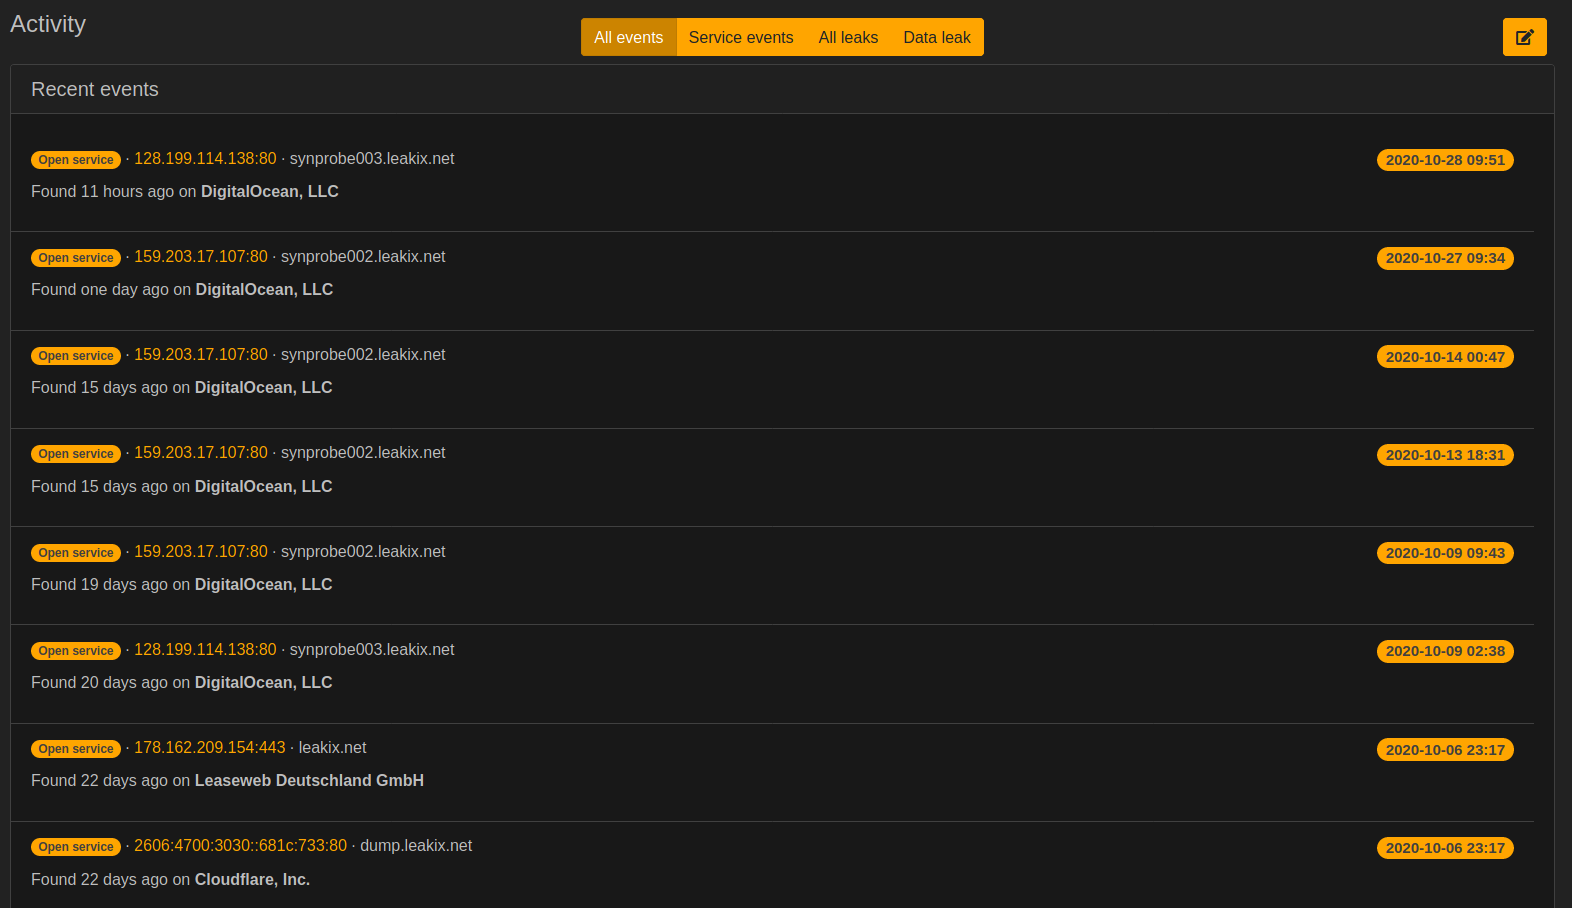 Activity
All events Service events All leaks Data leak
Recent events
Open service · 128.199.114.138:80 · synprobe003.leakix.net 2020-10-28 09:51
Found 11 hours ago on DigitalOcean, LLC
Open service · 159.203.17.107:80 · synprobe002.leakix.net 2020-10-27 09:34
Found one day ago on DigitalOcean, LLC
Open service · 159.203.17.107:80 · synprobe002.leakix.net 2020-10-14 00:47
Found 15 days ago on DigitalOcean, LLC
Open service · 159.203.17.107:80 · synprobe002.leakix.net 2020-10-13 18:31
Found 15 days ago on DigitalOcean, LLC
Open service · 159.203.17.107:80 · synprobe002.leakix.net 2020-10-09 09:43
Found 19 days ago on DigitalOcean, LLC
Open service · 128.199.114.138:80 · synprobe003.leakix.net 2020-10-09 02:38
Found 20 days ago on DigitalOcean, LLC
Open service · 178.162.209.154:443 · leakix.net 2020-10-06 23:17
Found 22 days ago on Leaseweb Deutschland GmbH
Open service · 2606:4700:3030::681c:733:80 · dump.leakix.net 2020-10-06 23:17
Found 22 days ago on Cloudflare, Inc.